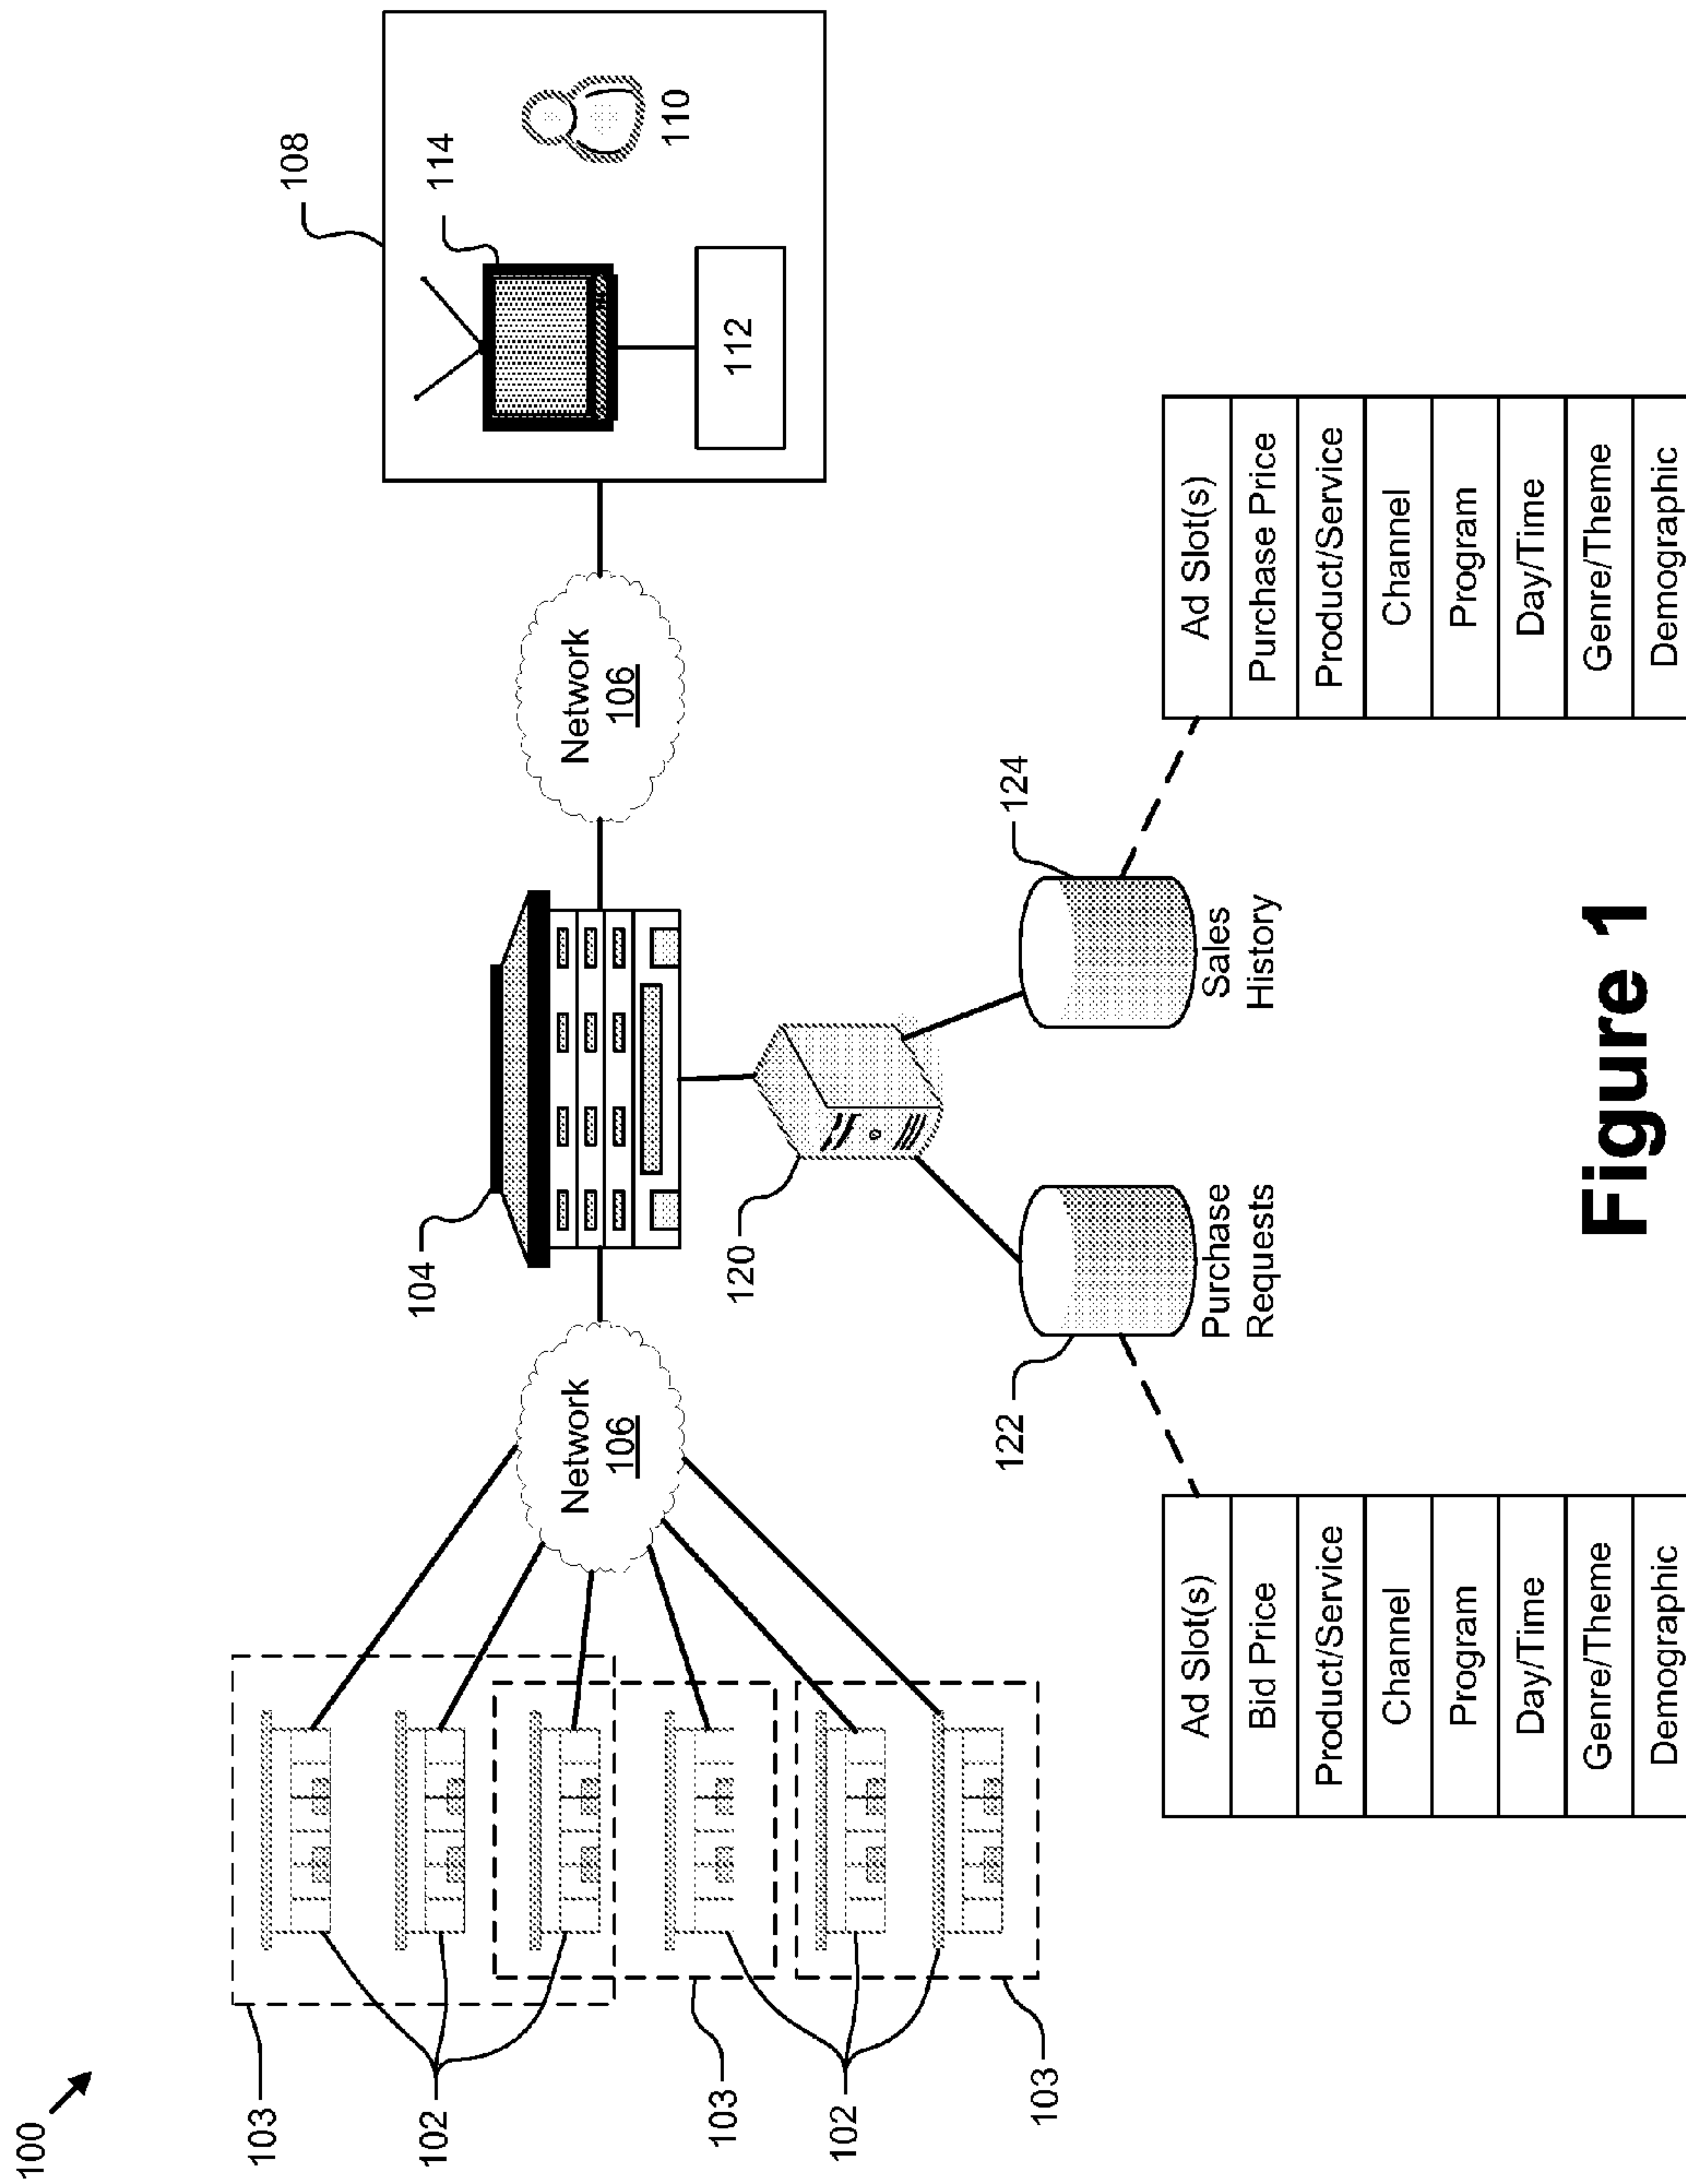 100
103
102
103
102
103
Network
106
104
Network
106
108
114
110
112
120
122
Purchase
Requests
124
Sales
History
Ad Slot(s)
Bid Price
Product/Service
Channel
Program
Day/Time
Genre/Theme
Demographic
Ad Slot(s)
Purchase Price
Product/Service
Channel
Program
Day/Time
Genre/Theme
Demographic
Figure 1